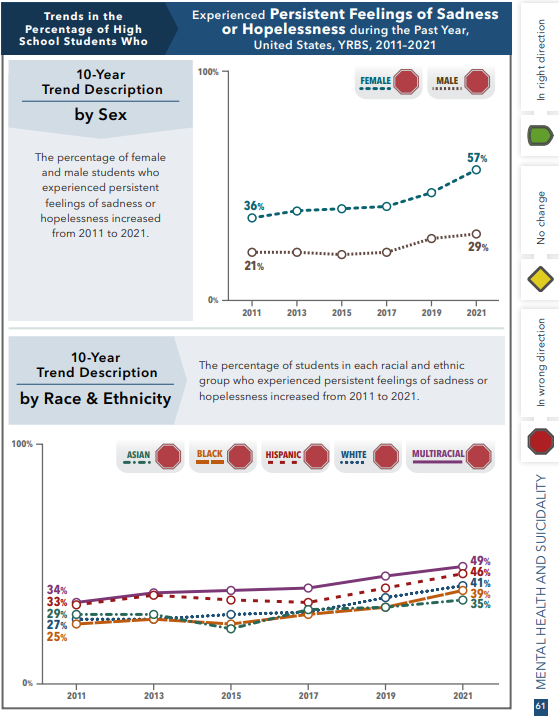 Trends in the
Percentage of High
School Students Who
Experienced Persistent Feelings of Sadness
or Hopelessness during the Past Year,
United States, YRBS, 2011-2021
10-Year
Trend Description
by Sex
The percentage of female
and male students who
experienced persistent
feelings of sadness or
hopelessness increased
from 2011 to 2021.
100%
FEMALE
MALE
57%
36%
29%
21%
0%
2011
2013
2015
2017
2019
2021
10-Year
Trend Description
by Race & Ethnicity
The percentage of students in each racial and ethnic
group who experienced persistent feelings of sadness or
hopelessness increased from 2011 to 2021.
100%
ASIAN
BLACK
HISPANIC
WHITE
MULTIRACIAL
34%
33%
29%
27%
25%
49%
46%
41%
39%
35%
0%
2011
2013
2015
2017
2019
2021
In right direction
No change
In wrong direction
MENTAL HEALTH AND SUICIDALITY
61